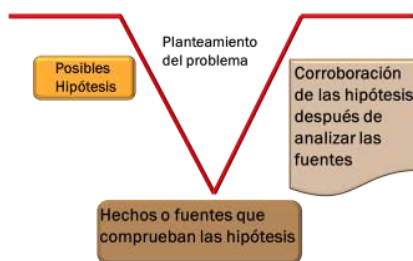 Planteamiento
del problema
Posibles
Hipótesis
Corroboración
de las hipótesis
después de
analizar las
fuentes
Hechos o fuentes que
comprueban las hipótesis